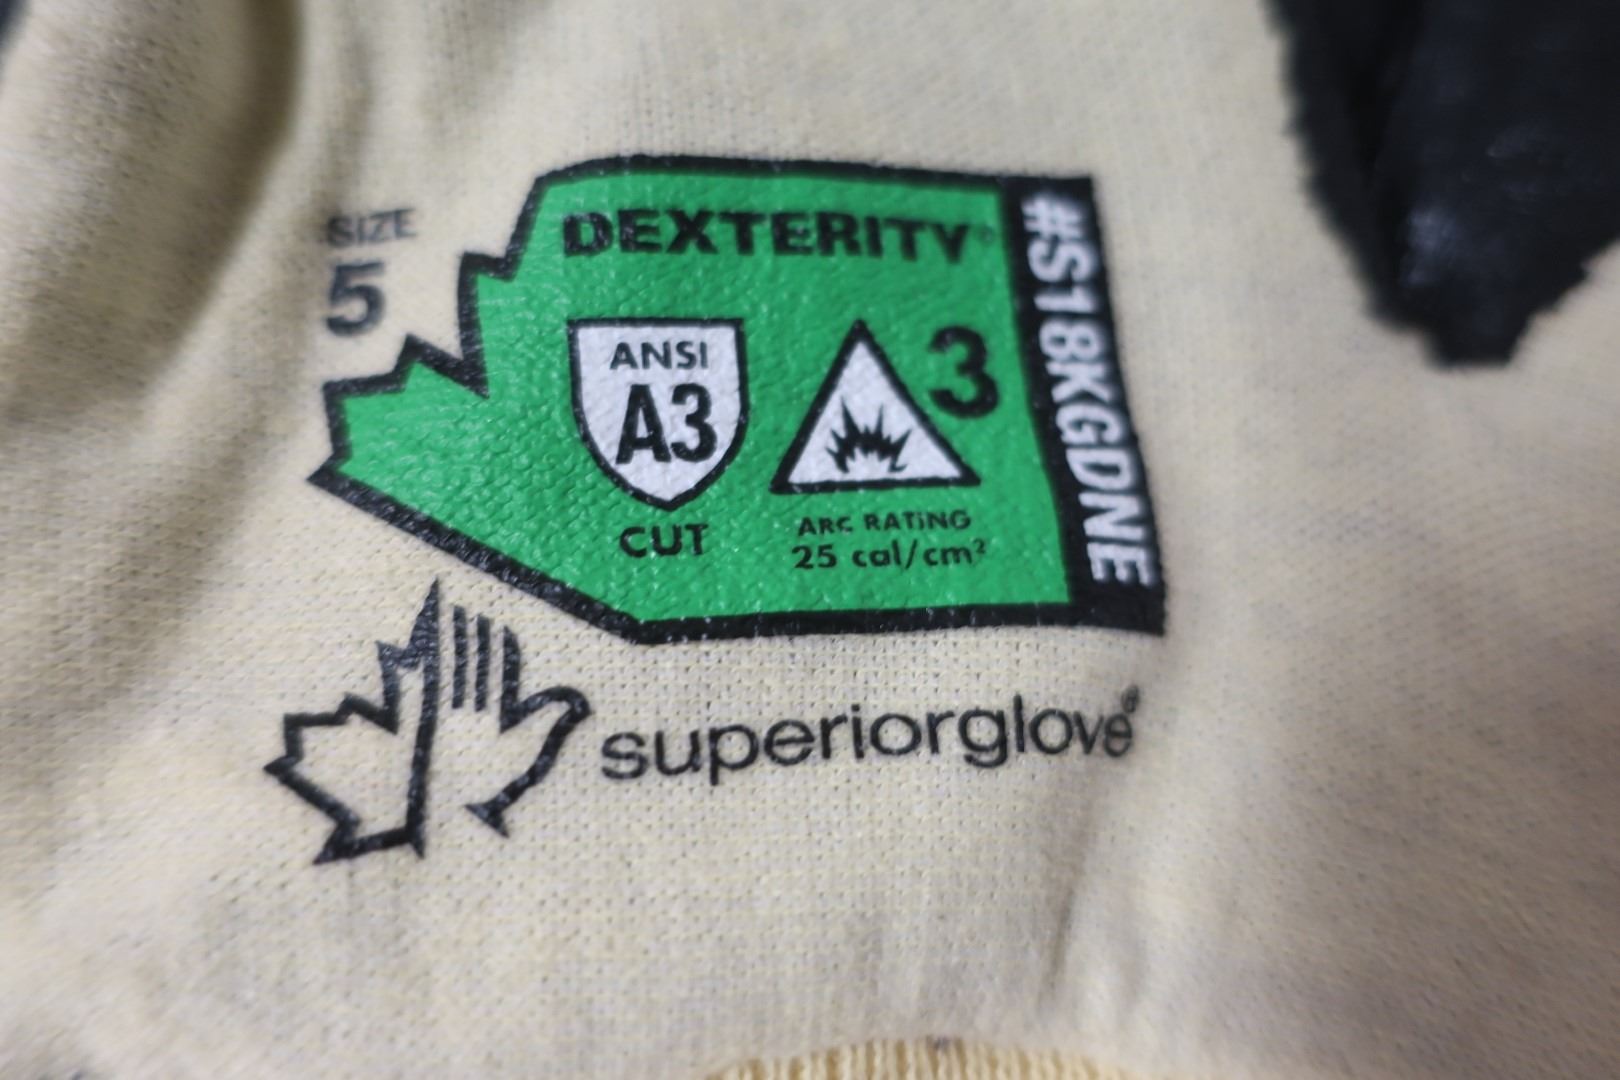 SIZE
5
DEXTERITY®
ANSI
A3
CUT
3
ARC RATING
25 cal/cm²
#S18KGDNE
superiorglove®